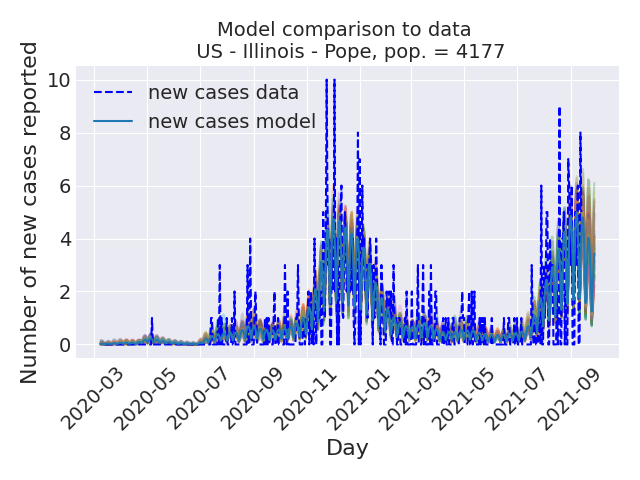 Model comparison to data
US - Illinois - Pope, pop. = 4177
Number of new cases reported
10
8
6
4
2
0
new cases data
new cases model
2020-03
2020-05
2020-07
2020-09
2020-11
2021-01
2021-03
2021-05
2021-07
2021-09
Day